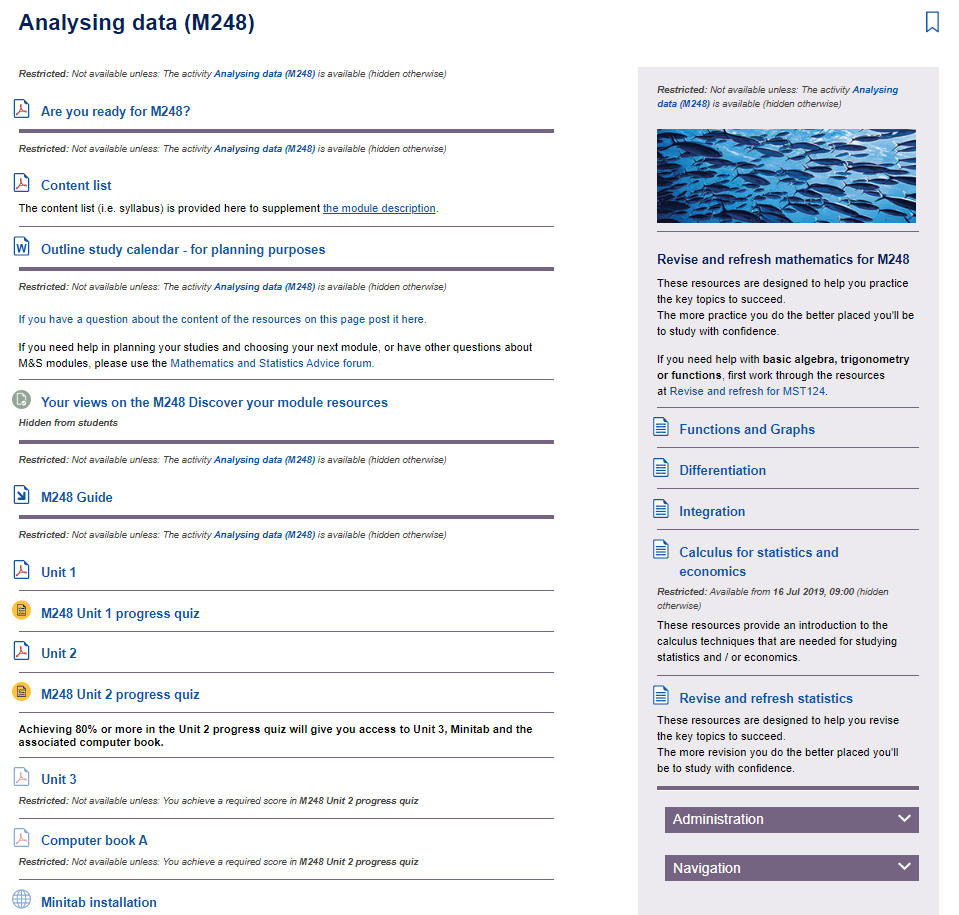 Analysing data (M248)
Restricted: Not available unless: The activity Analysing data (M248) is available (hidden otherwise)
Are you ready for M248?
Restricted: Not available unless: The activity Analysing data (M248) is available (hidden otherwise)
Content list
The content list (i.e. syllabus) is provided here to supplement the module description.
Outline study calendar - for planning purposes
Restricted: Not available unless: The activity Analysing data (M248) is available (hidden otherwise)
If you have a question about the content of the resources on this page post it here.
If you need help in planning your studies and choosing your next module, or have other questions about
M&S modules, please use the Mathematics and Statistics Advice forum.
Your views on the M248 Discover your module resources
Hidden from students
Restricted: Not available unless: The activity Analysing data (M248) is available (hidden otherwise)
M248 Guide
Restricted: Not available unless: The activity Analysing data (M248) is available (hidden otherwise)
Unit 1
M248 Unit 1 progress quiz
Unit 2
M248 Unit 2 progress quiz
Achieving 80% or more in the Unit 2 progress quiz will give you access to Unit 3, Minitab and the
associated computer book.
Unit 3
Restricted: Not available unless: You achieve a required score in M248 Unit 2 progress quiz
Computer book A
Restricted: Not available unless: You achieve a required score in M248 Unit 2 progress quiz
Minitab installation
Restricted: Not available unless: The activity Analysing
data (M248) is available (hidden otherwise)
Revise and refresh mathematics for M248
These resources are designed to help you practice
the key topics to succeed.
The more practice you do the better placed you'll be
to study with confidence.
If you need help with basic algebra, trigonometry
or functions, first work through the resources
at Revise and refresh for MST124.
Functions and Graphs
Differentiation
Integration
Calculus for statistics and
economics
Restricted: Available from 16 Jul 2019, 09:00 (hidden
otherwise)
These resources provide an introduction to the
calculus techniques that are needed for studying
statistics and / or economics.
Revise and refresh statistics
These resources are designed to help you revise
the key topics to succeed.
The more revision you do the better placed you'll
be to study with confidence.
Administration
Navigation